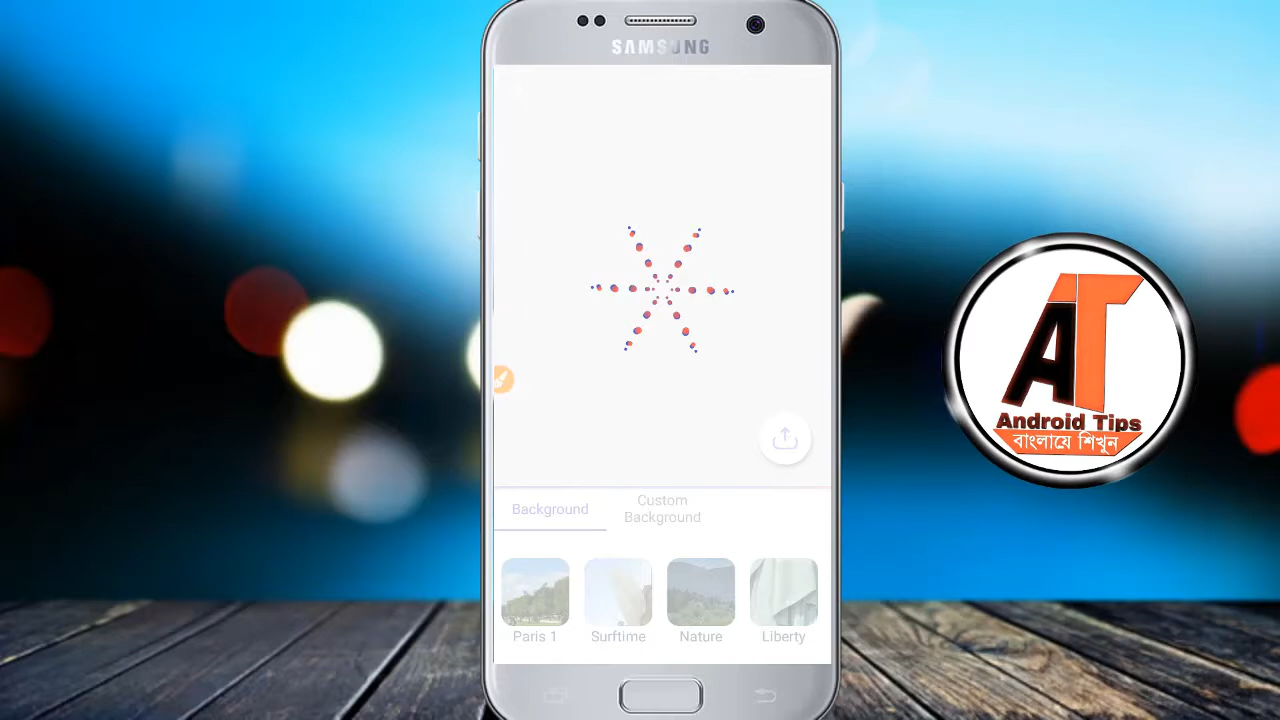 SAMSUNG
Background
Custom
Background
Paris 1
Surftime
Nature
Liberty
AT
Android Tips
বাংলাযে শিখুন